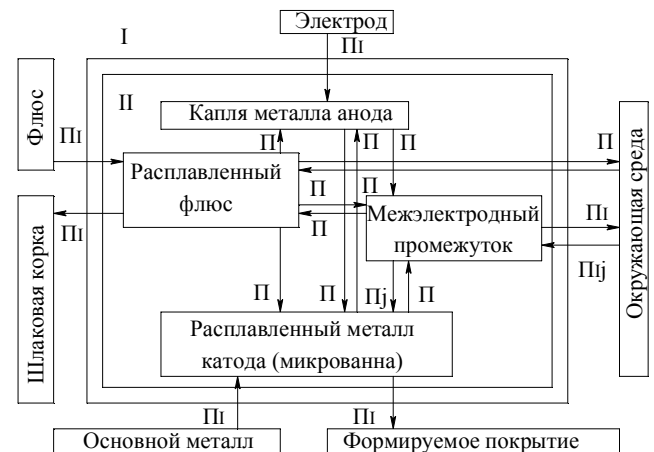 Электрод
I
Пı
Флюс
II
Капля металла анода
Пı
П
П
П
П
Расплавленный
флюс
П
П
Окружающая среда
Межэлектродный
промежуток
Пı
П
Шлаковая корка
Пı
Пıj
П
П
Пj
П
Расплавленный металл
катода (микрованна)
Пı
Пı
Основной металл
Формируемое покрытие